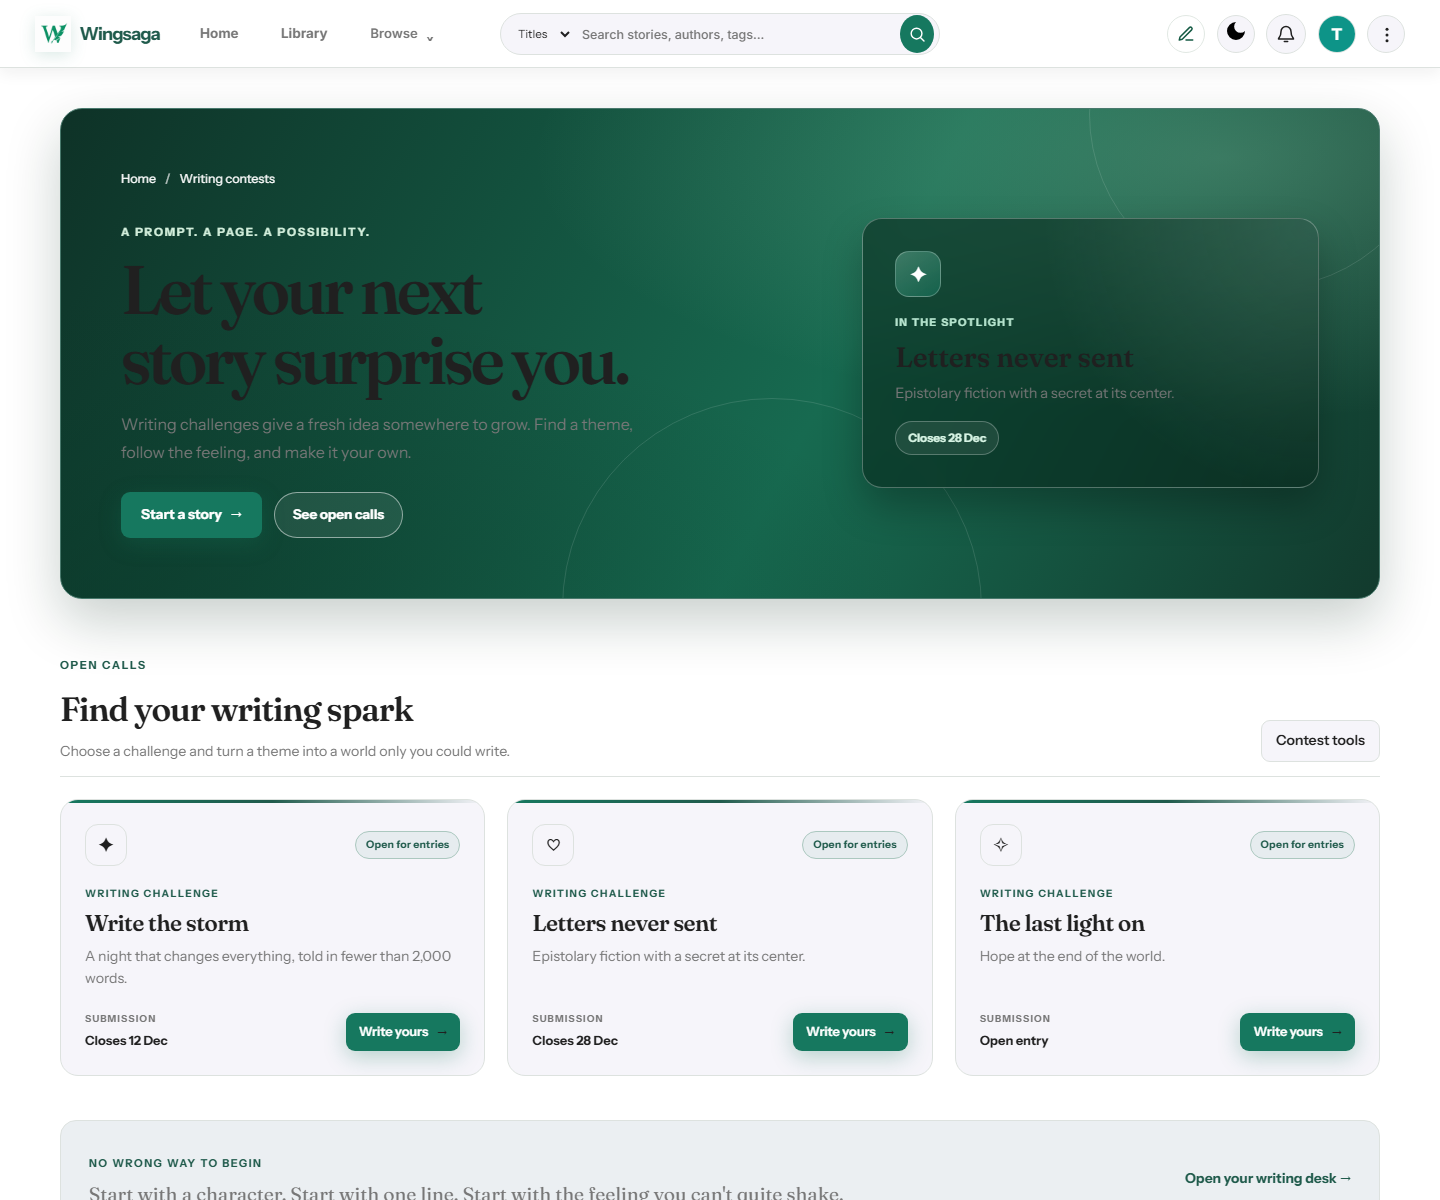 Wingsaga
Home
Library
Browse
Titles
Search stories, authors, tags...
T
Home / Writing contests
A PROMPT. A PAGE. A POSSIBILITY.
Let your next
story surprise you.
Writing challenges give a fresh idea somewhere to grow. Find a theme,
follow the feeling, and make it your own.
Start a story →
See open calls
IN THE SPOTLIGHT
Letters never sent
Epistolary fiction with a secret at its center.
Closes 28 Dec
OPEN CALLS
Find your writing spark
Choose a challenge and turn a theme into a world only you could write.
Contest tools
Open for entries
WRITING CHALLENGE
Write the storm
A night that changes everything, told in fewer than 2,000
words.
SUBMISSION
Closes 12 Dec
Write yours →
Open for entries
WRITING CHALLENGE
Letters never sent
Epistolary fiction with a secret at its center.
SUBMISSION
Closes 28 Dec
Write yours →
Open for entries
WRITING CHALLENGE
The last light on
Hope at the end of the world.
SUBMISSION
Open entry
Write yours →
NO WRONG WAY TO BEGIN
Start with a character. Start with one line. Start with the feeling you can't quite shake.
Open your writing desk →